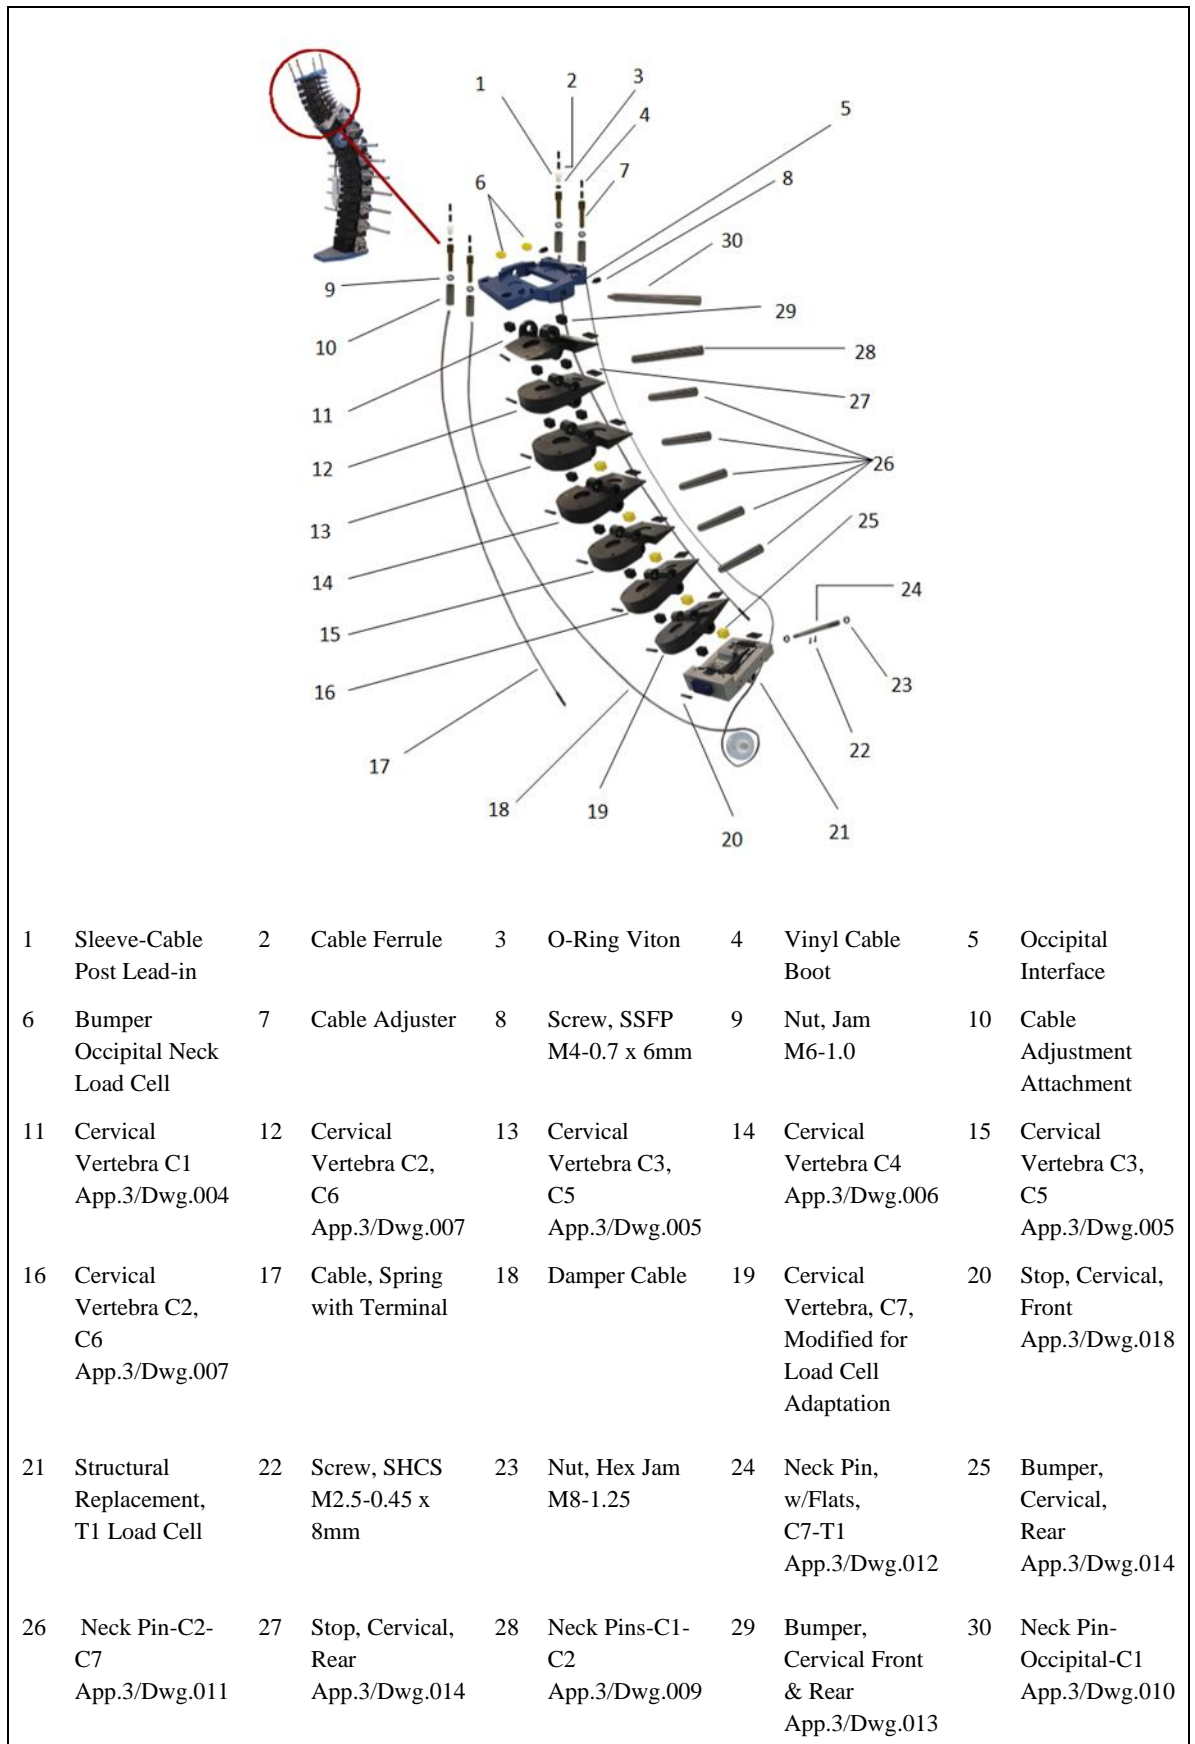 1
2
3
4
5
6
7
8
30
9
29
10
28
11
27
12
26
13
25
14
24
15
16
23
22
17
18
19
20
21
1 Sleeve-Cable 2 Cable Ferrule 3 O-Ring Viton 4 Vinyl Cable 5 Occipital
Post Lead-in Boot Interface
6 Bumper 7 Cable Adjuster 8 Screw, SSFP 9 Nut, Jam 10 Cable
Occipital Neck M4-0.7 x 6mm M6-1.0 Adjustment
Load Cell Attachment
11 Cervical 12 Cervical 13 Cervical 14 Cervical 15 Cervical
Vertebra C1 Vertebra C2, Vertebra C3, Vertebra C4 Vertebra C3,
App.3/Dwg.004 C6 C5 App.3/Dwg.006 C5
App.3/Dwg.007 App.3/Dwg.005 App.3/Dwg.005
16 Cervical 17 Cable, Spring 18 Damper Cable 19 Cervical 20 Stop, Cervical,
Vertebra C2, with Terminal Vertebra, C7, Front
C6 Modified for App.3/Dwg.018
App.3/Dwg.007 Load Cell
Adaptation
21 Structural 22 Screw, SHCS 23 Nut, Hex Jam 24 Neck Pin, 25 Bumper,
Replacement, M2.5-0.45 x M8-1.25 w/Flats, Cervical,
T1 Load Cell 8mm C7-T1 Rear
App.3/Dwg.012 App.3/Dwg.014
26 Neck Pin-C2- 27 Stop, Cervical, 28 Neck Pins-C1- 29 Bumper, 30 Neck Pin-
C7 Rear C2 Cervical Front Occipital-C1
App.3/Dwg.011 App.3/Dwg.014 App.3/Dwg.009 & Rear App.3/Dwg.010
App.3/Dwg.013